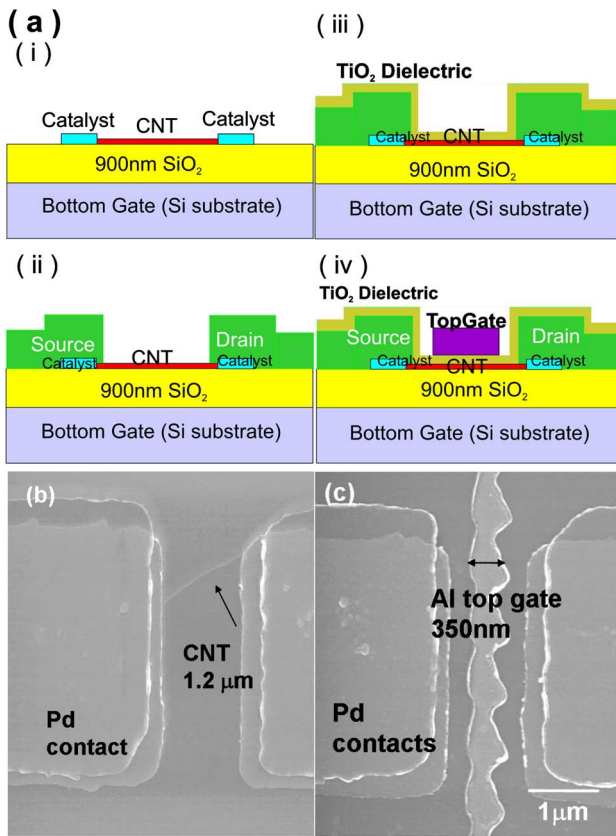 (a)
(i)
Catalyst CNT Catalyst
900nm SiO₂
Bottom Gate (Si substrate)
(iii)
TiO₂ Dielectric
Catalyst CNT Catalyst
900nm SiO₂
Bottom Gate (Si substrate)
(ii)
Source Drain
Catalyst CNT Catalyst
900nm SiO₂
Bottom Gate (Si substrate)
(iv)
TiO₂ Dielectric
Source TopGate Drain
Catalyst CNT Catalyst
900nm SiO₂
Bottom Gate (Si substrate)
(b)
CNT
1.2 μm
Pd
contact
(c)
Al top gate
350nm
Pd
contacts
1μm